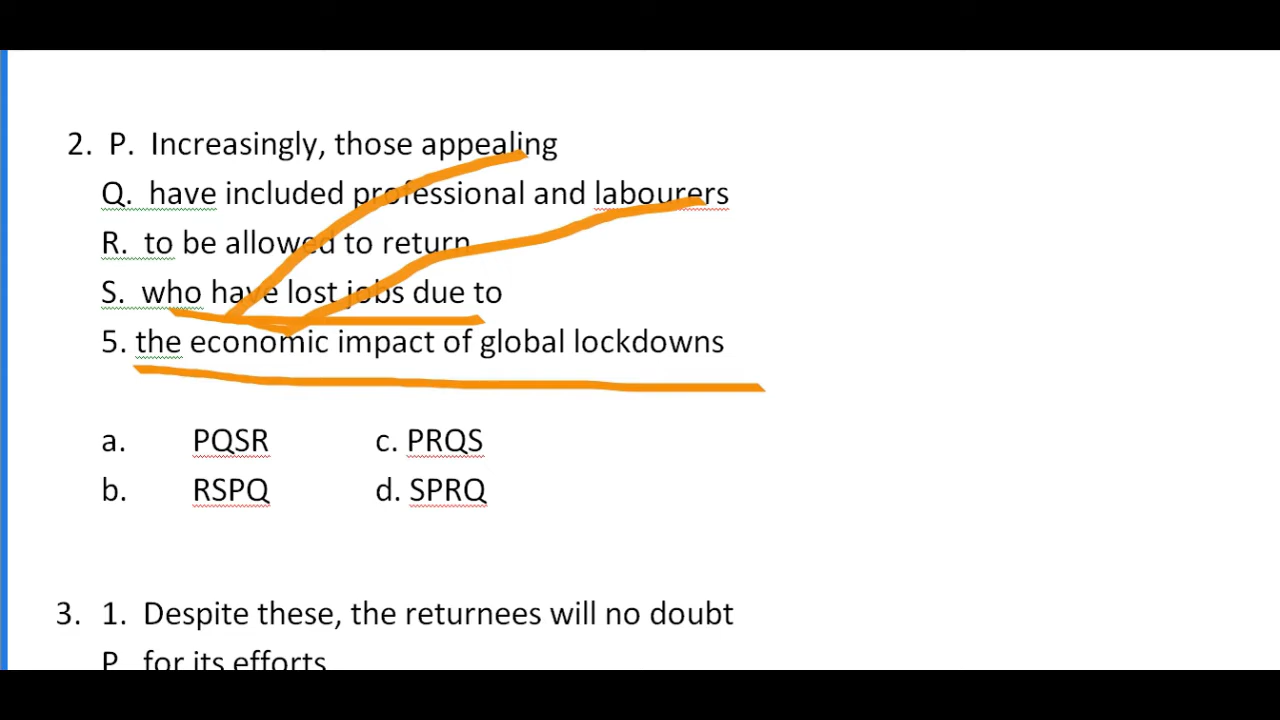 2. P. Increasingly, those appealing
Q. have included professional and labourers
R. to be allowed to return
S. who have lost jobs due to
5. the economic impact of global lockdowns
a. PQSR c. PRQS
b. RSPQ d. SPRQ
3. 1. Despite these, the returnees will no doubt
P. for its efforts